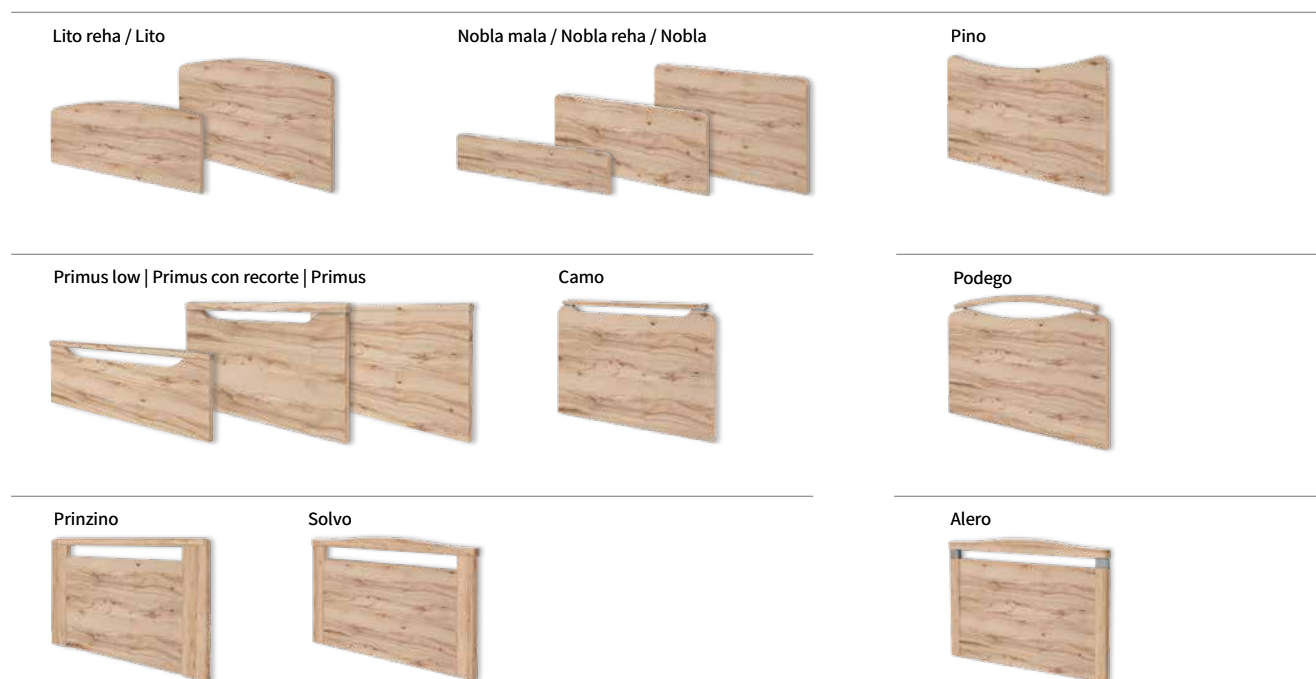 Lito reha / Lito
Nobla mala / Nobla reha / Nobla
Pino
Primus low | Primus con recorte | Primus
Camo
Podego
Prinzino
Solvo
Alero